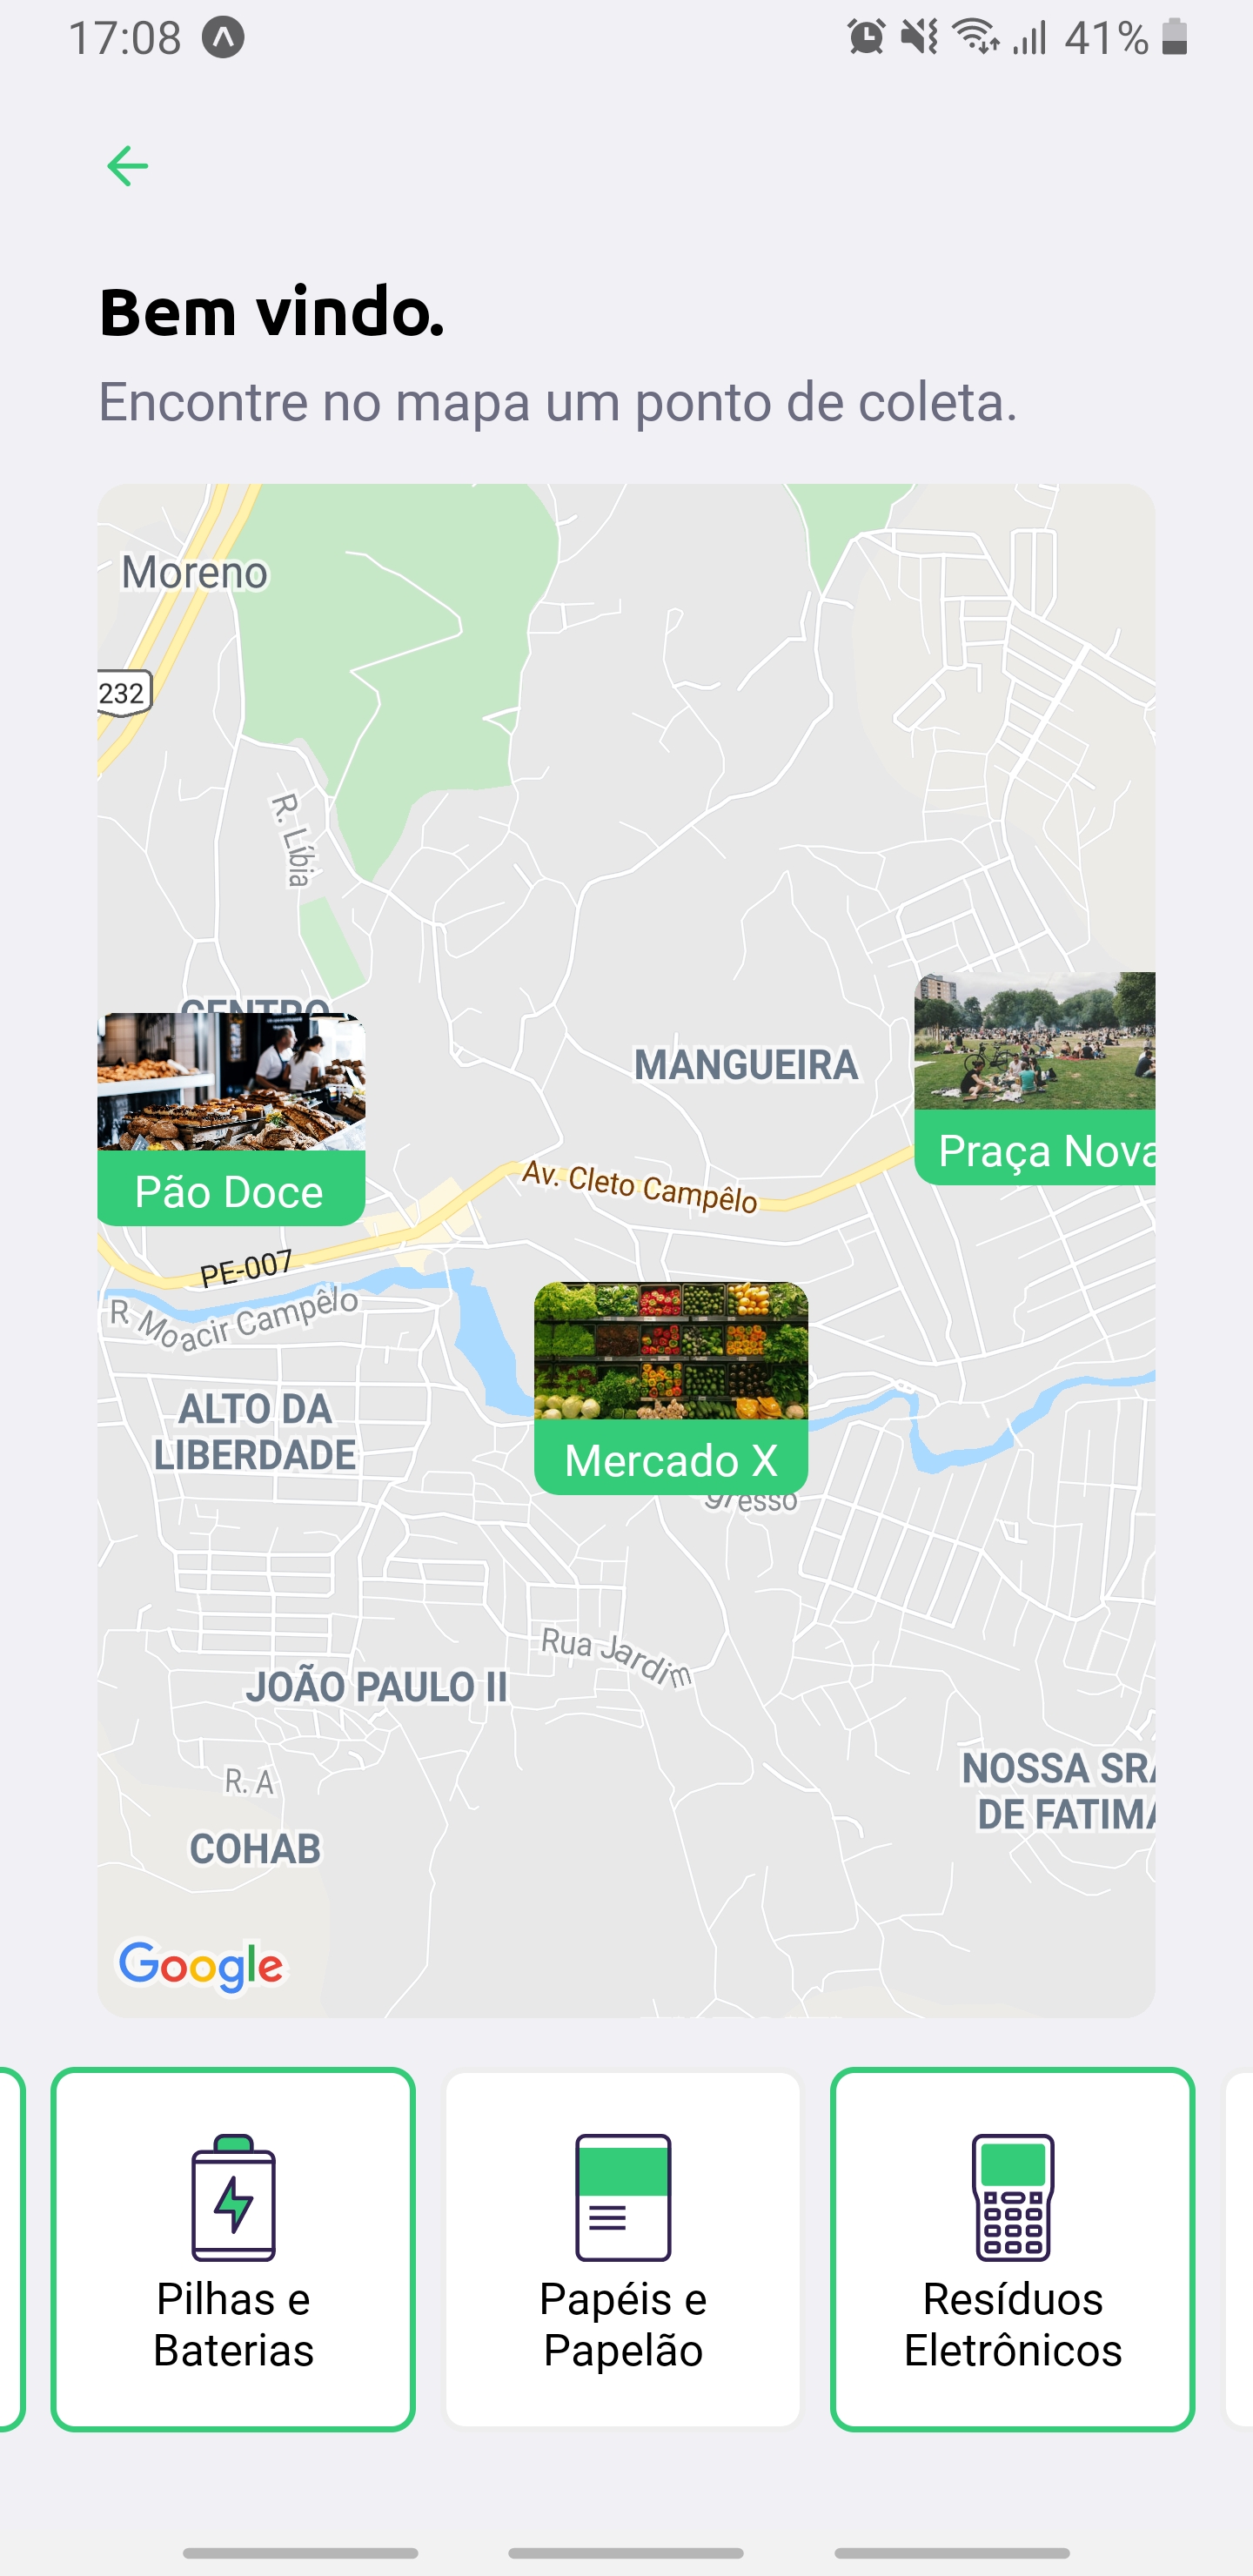 17:08
41%
Bem vindo.
Encontre no mapa um ponto de coleta.
Moreno
232
R. Líbia
CENTRO
MANGUEIRA
Praça Nova
Pão Doce
Av. Cleto Campêlo
PE-007
R. Moacir Campêlo
ALTO DA
LIBERDADE
Mercado X
gresso
Rua Jardim
JOÃO PAULO II
R. A
NOSSA SRA
DE FATIMA
COHAB
Google
Pilhas e
Baterias
Papéis e
Papelão
Resíduos
Eletrônicos